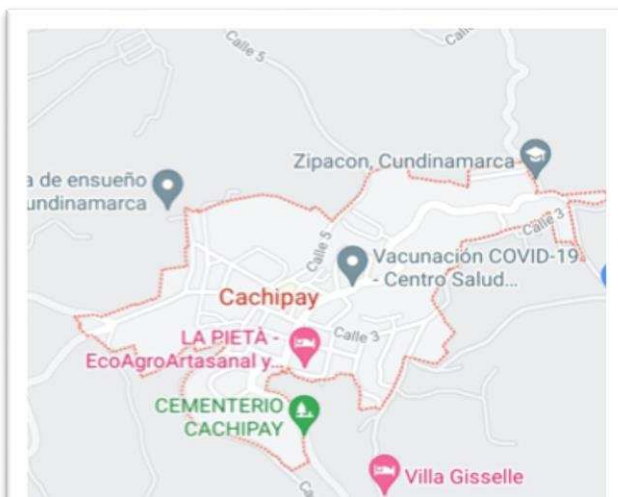 Calle 5
Zipacon, Cundinamarca
a de ensueño
undinamarca
Calle 3
Calle 5
Vacunación COVID-19
- Centro Salud...
Cachipay
Calle 3
LA PIETÀ -
EcoAgroArtasanal y...
CEMENTERIO
CACHIPAY
Villa Gisselle